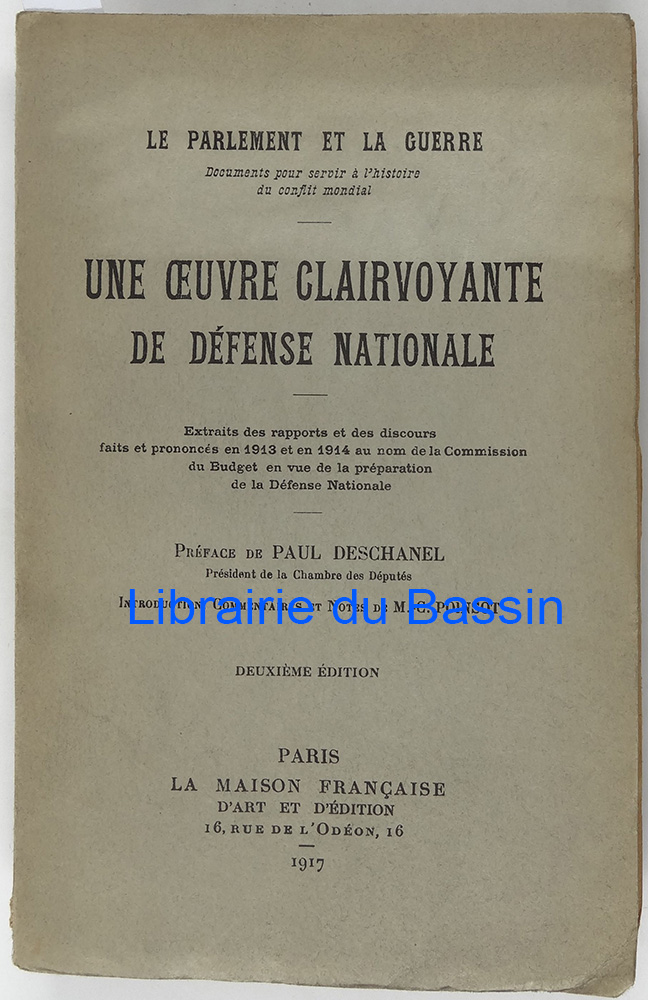 LE PARLEMENT ET LA GUERRE
Documents pour servir à l'histoire
du conflit mondial
UNE ŒUVRE CLAIRVOYANTE
DE DÉFENSE NATIONALE
Extraits des rapports et des discours
faits et prononcés en 1913 et en 1914 au nom de la Commission
du Budget en vue de la préparation
de la Défense Nationale
PRÉFACE DE PAUL DESCHANEL
Président de la Chambre des Députés
INTRODUCTION, COMMENTAIRES ET NOTES DE M.-C. POINSOT
Librairie du Bassin
DEUXIÈME ÉDITION
PARIS
LA MAISON FRANÇAISE
D'ART ET D'ÉDITION
16, RUE DE L'ODÉON, 16
1917